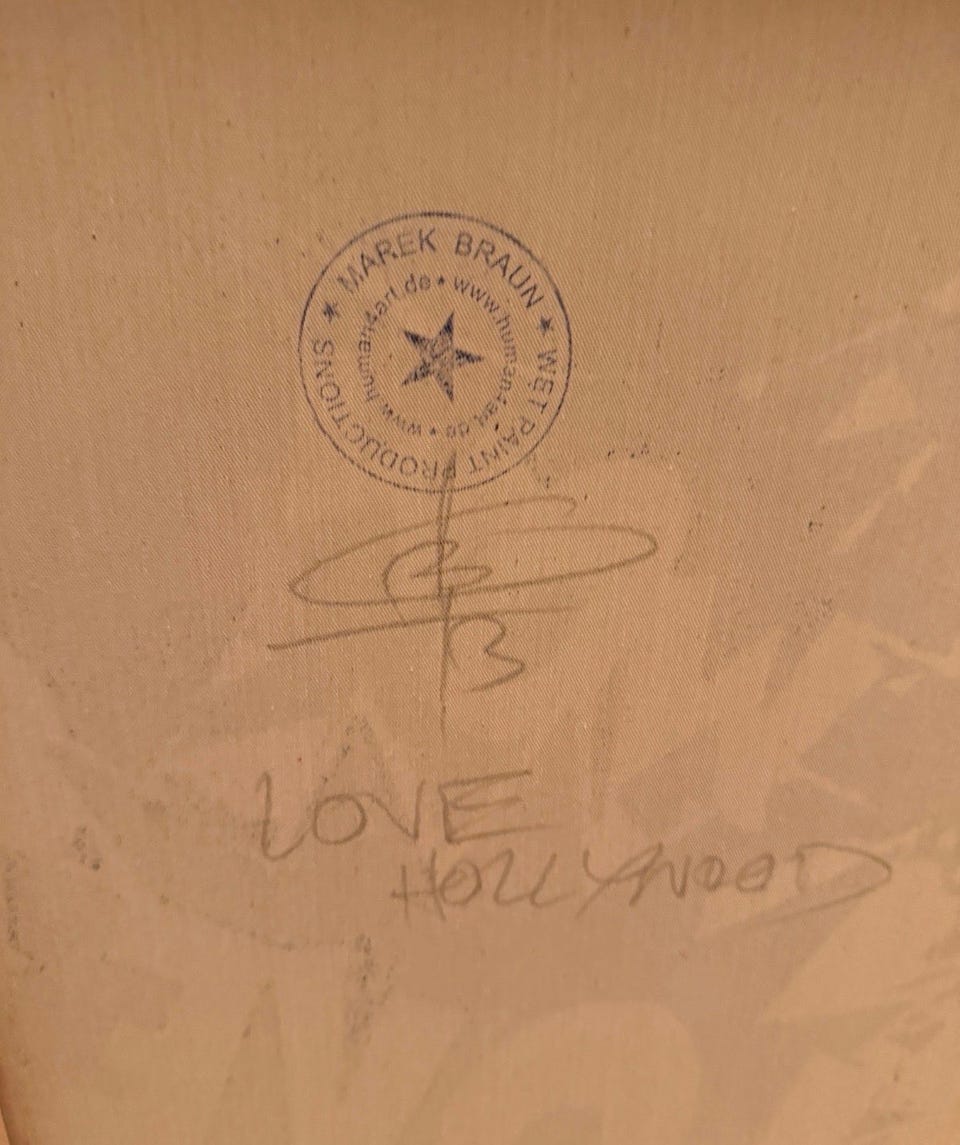 ★ MAREK BRAUN ★ WET PAINT PRODUCTIONS
www.human4art.de ★ www.human4art.de ★
LOVE
HOLLYWOOD